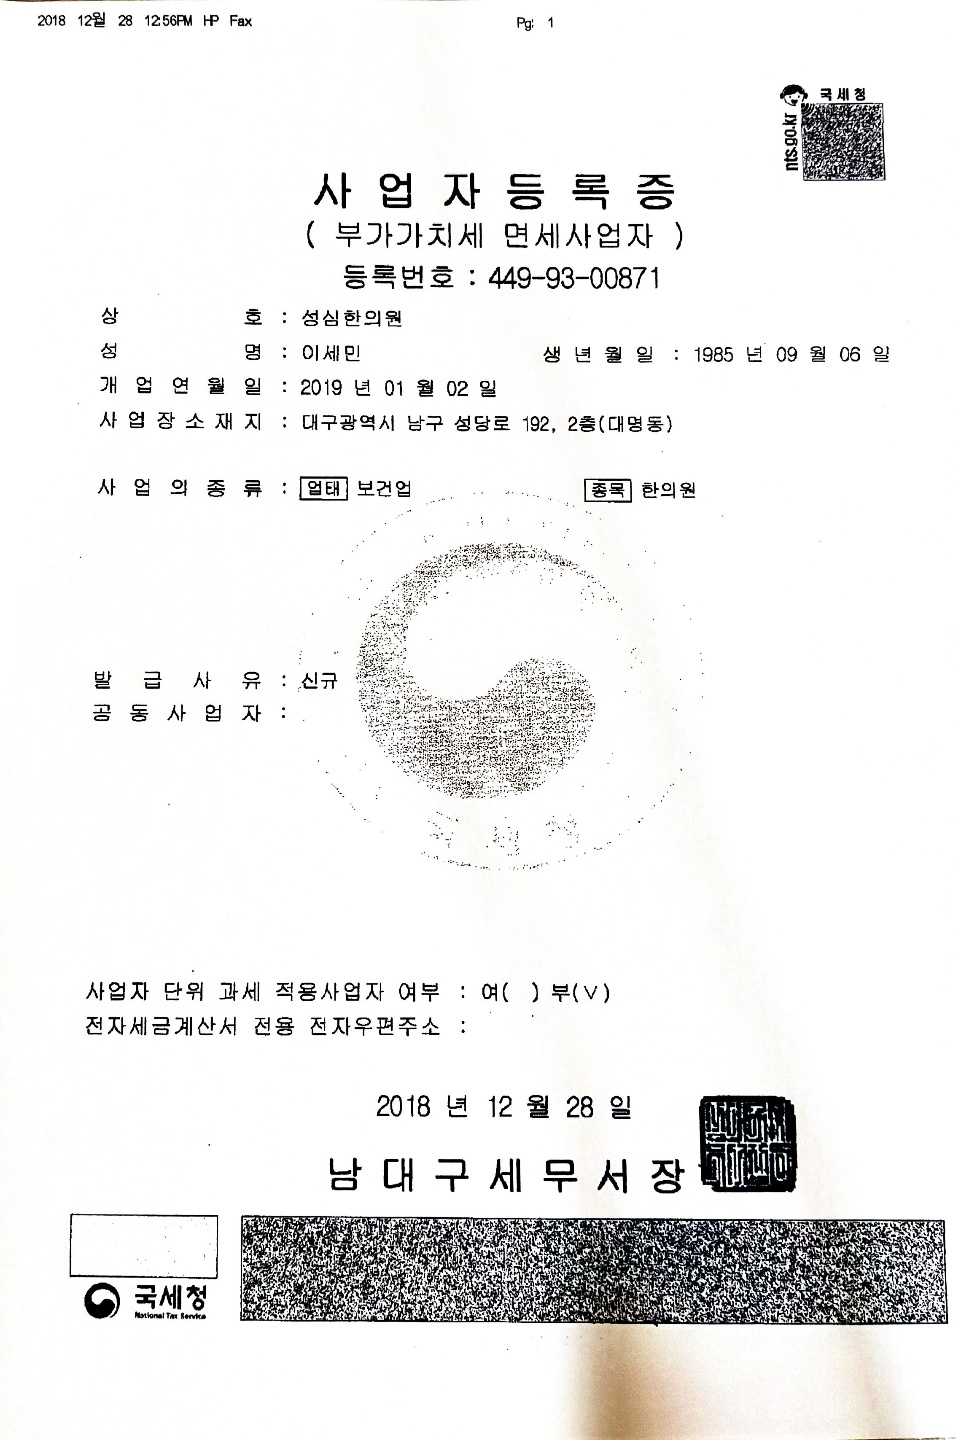 2018 12월 28 12:56PM HP Fax Pg: 1
국세청
nts.go.kr
사업자등록증
( 부가가치세 면세사업자 )
등록번호 : 449-93-00871
상 호 : 성심한의원
성 명 : 이세민 생년월일 : 1985 년 09 월 06 일
개업연월일 : 2019 년 01 월 02 일
사업장소재지 : 대구광역시 남구 성당로 192, 2층(대명동)
사업의종류 : 업태 보건업 종목 한의원
발급사유 : 신규
공동사업자 :
사업자 단위 과세 적용사업자 여부 : 여( ) 부(V)
전자세금계산서 전용 전자우편주소 :
2018 년 12 월 28 일
남대구세무서장
국세청
National Tax Service